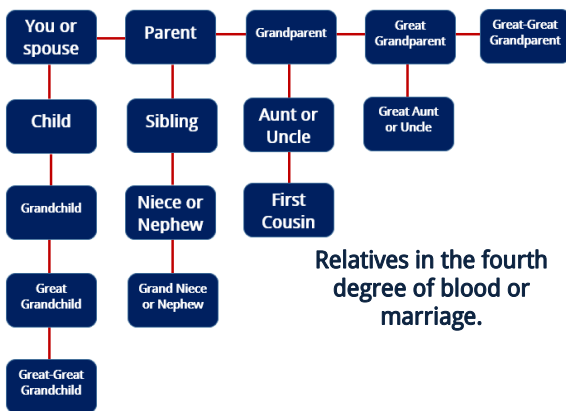 You or
spouse
Parent
Grandparent
Great
Grandparent
Great-Great
Grandparent
Child
Sibling
Aunt or
Uncle
Great Aunt
or Uncle
Grandchild
Niece or
Nephew
First
Cousin
Great
Grandchild
Grand Niece
or Nephew
Relatives in the fourth
degree of blood or
marriage.
Great-Great
Grandchild